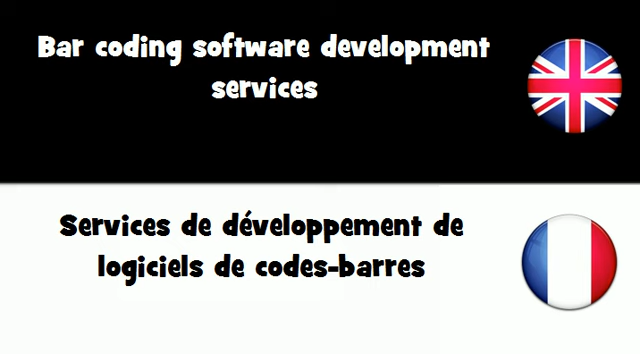 Bar coding software development
services
Services de développement de
logiciels de codes-barres